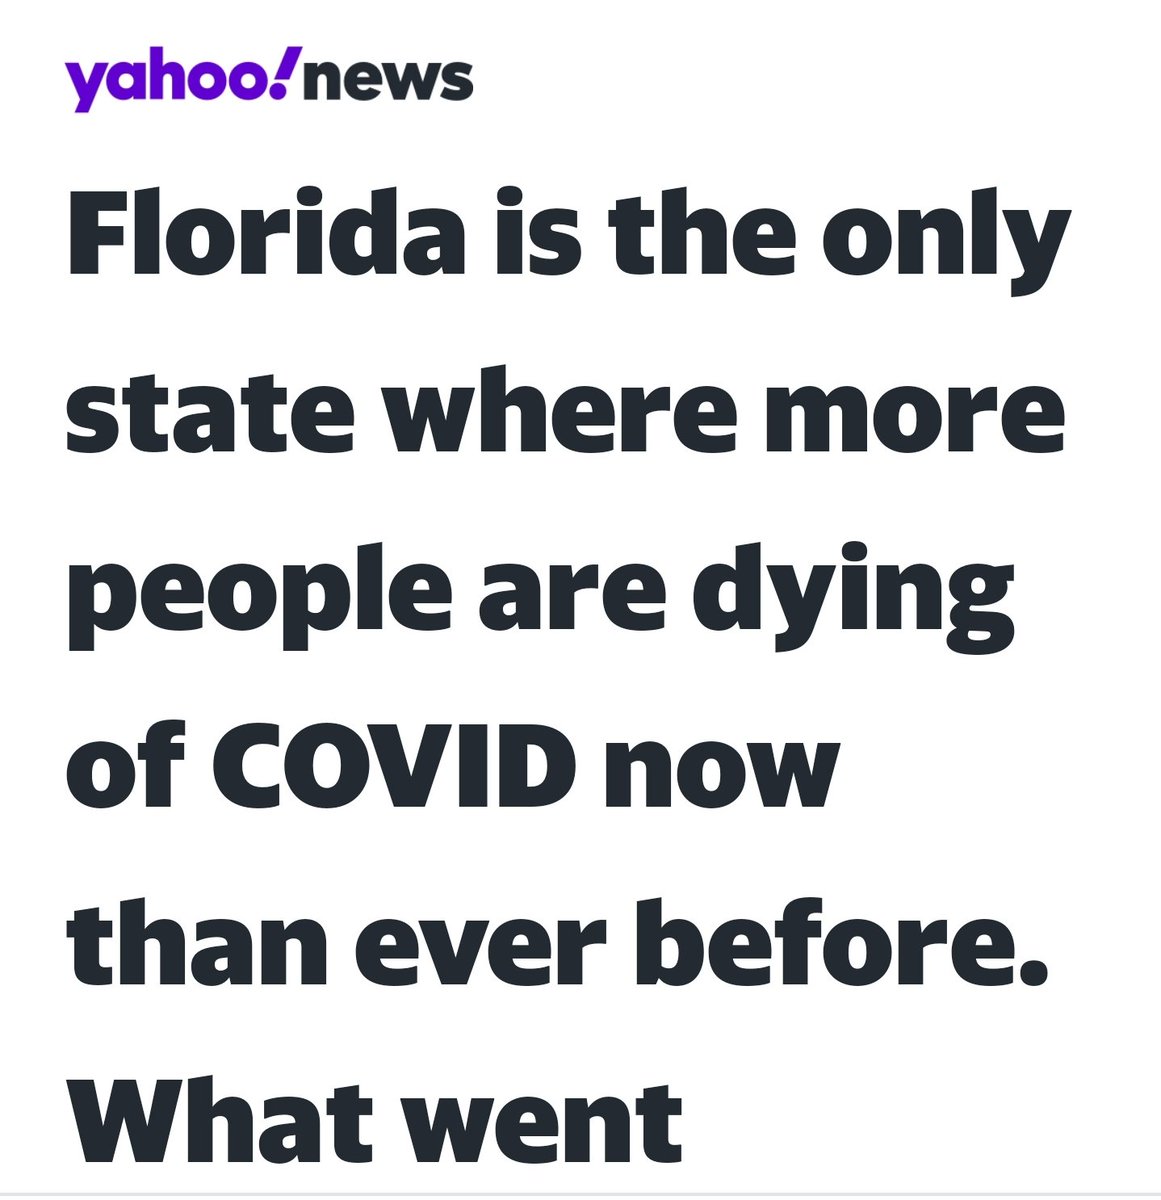 yahoo!news
Florida is the only
state where more
people are dying
of COVID now
than ever before.
What went